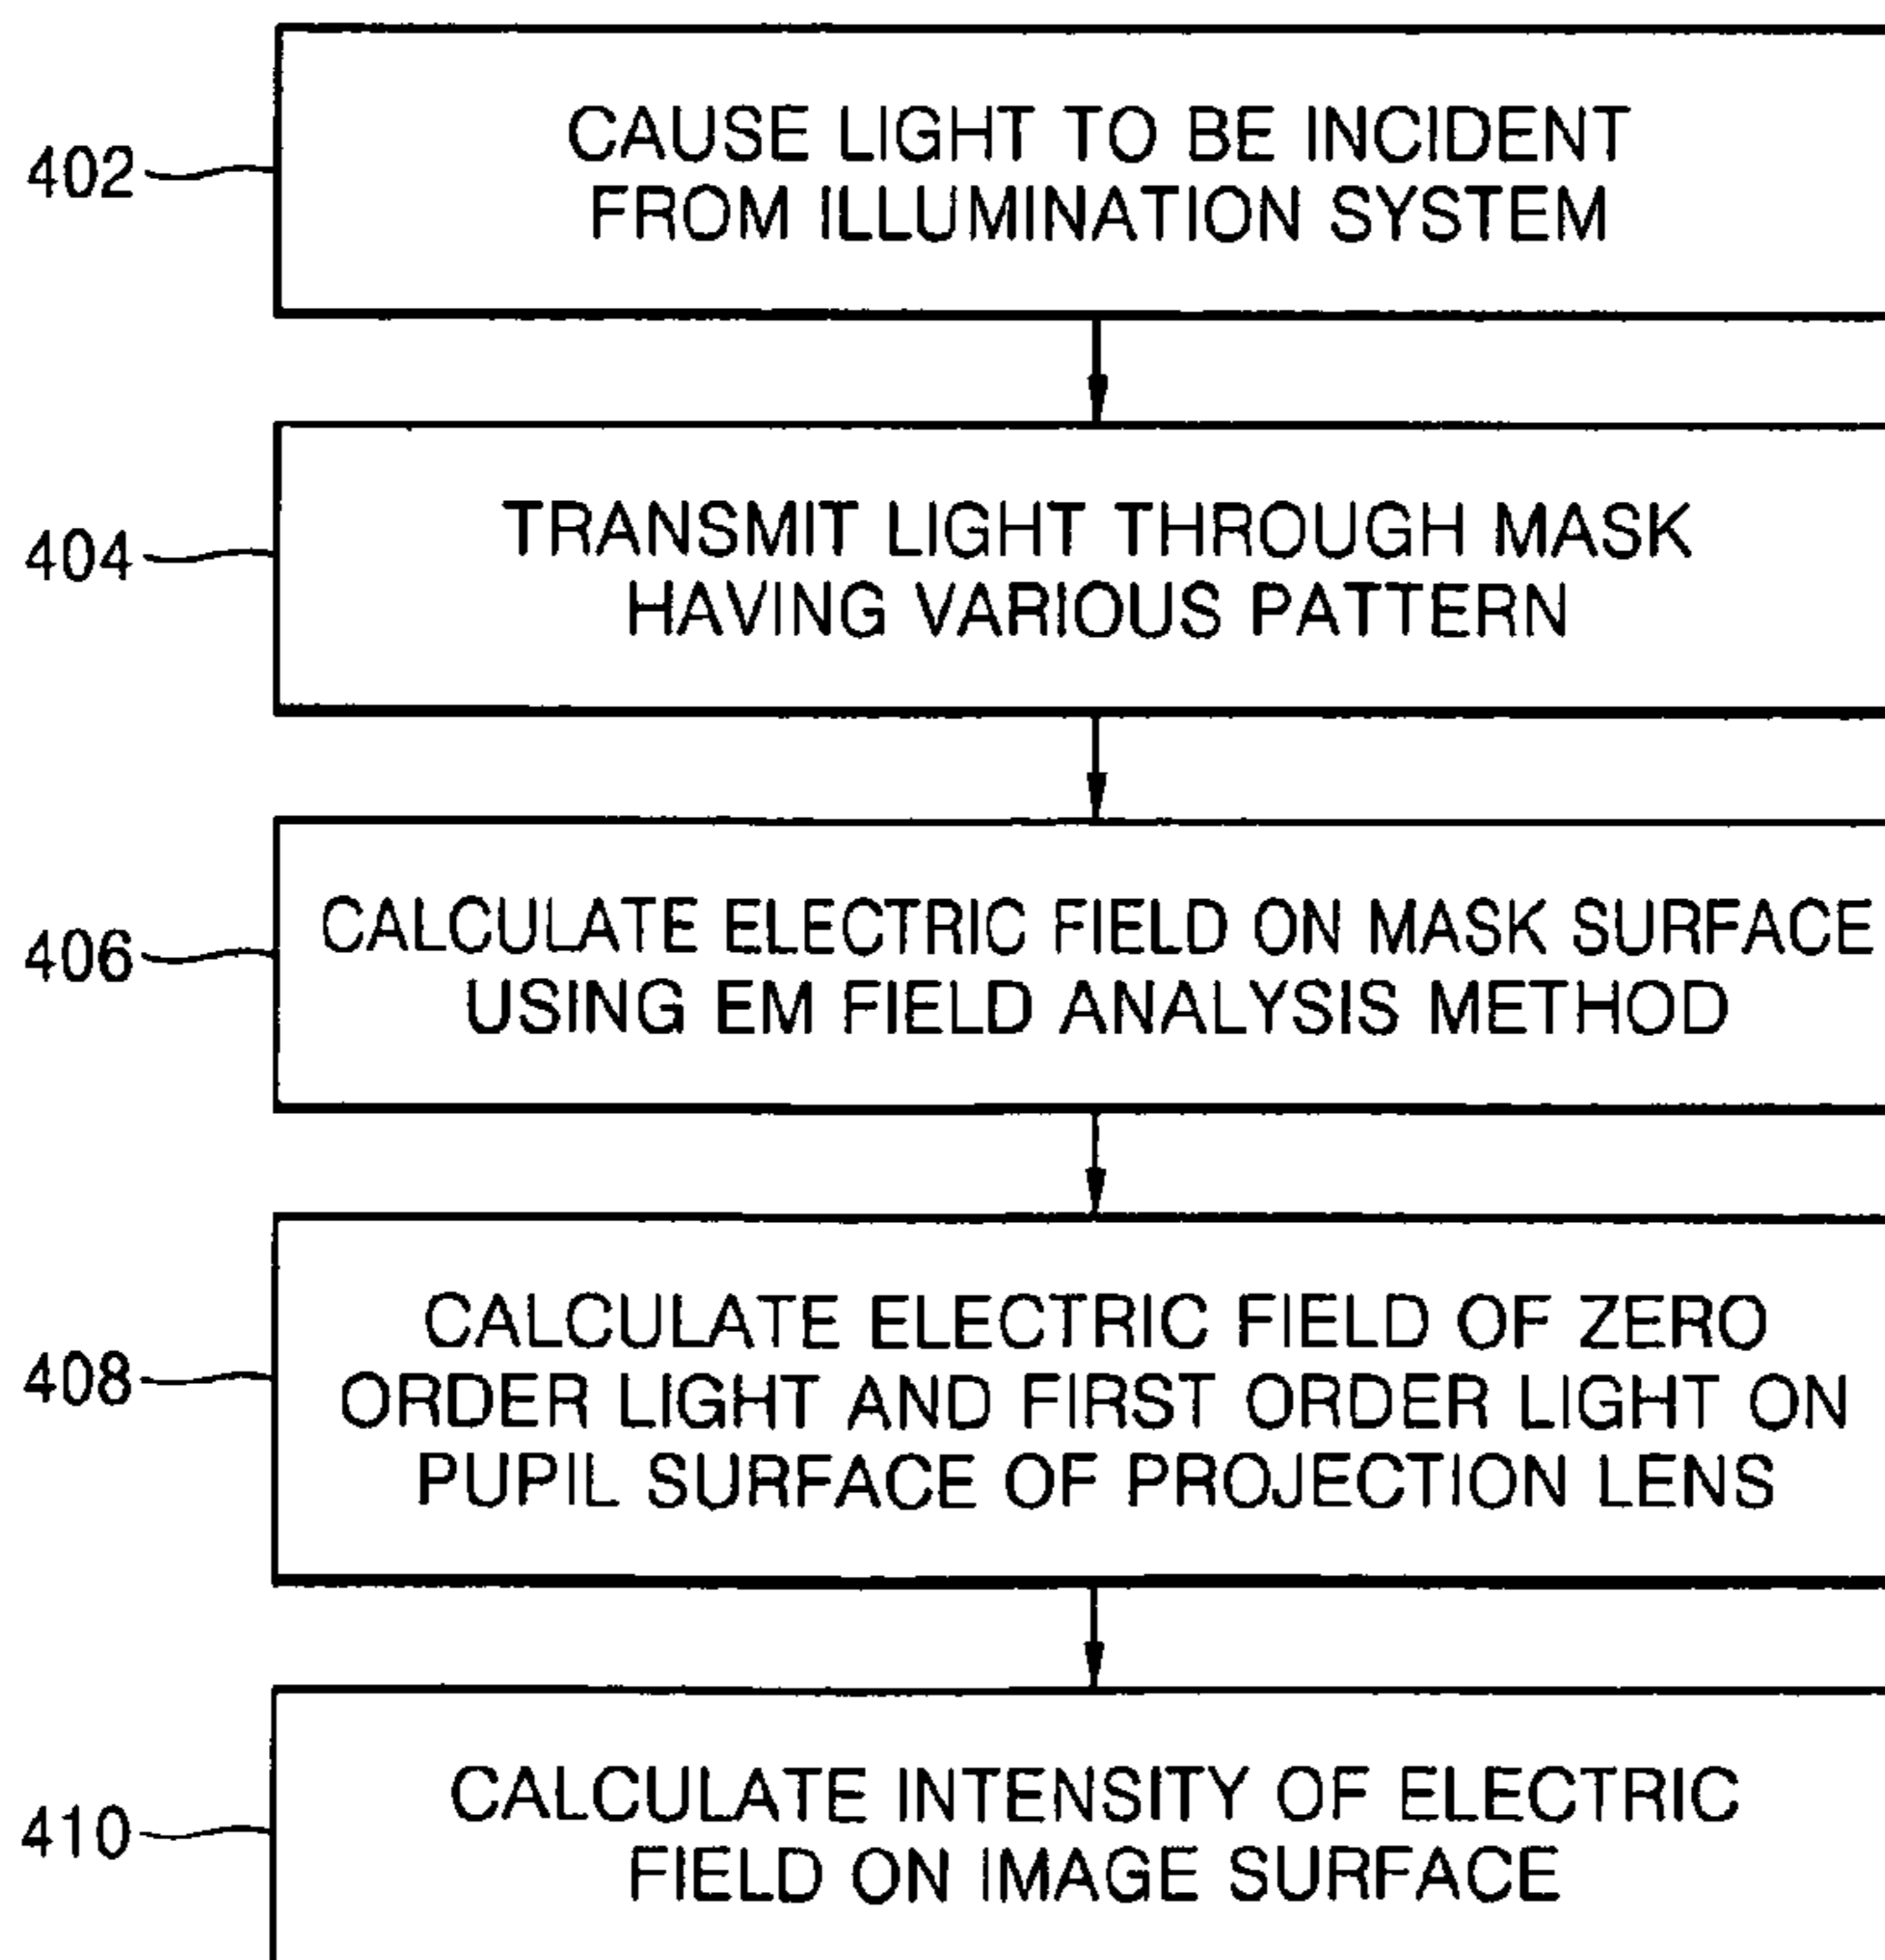 402
CAUSE LIGHT TO BE INCIDENT
FROM ILLUMINATION SYSTEM
404
TRANSMIT LIGHT THROUGH MASK
HAVING VARIOUS PATTERN
406
CALCULATE ELECTRIC FIELD ON MASK SURFACE
USING EM FIELD ANALYSIS METHOD
408
CALCULATE ELECTRIC FIELD OF ZERO
ORDER LIGHT AND FIRST ORDER LIGHT ON
PUPIL SURFACE OF PROJECTION LENS
410
CALCULATE INTENSITY OF ELECTRIC
FIELD ON IMAGE SURFACE